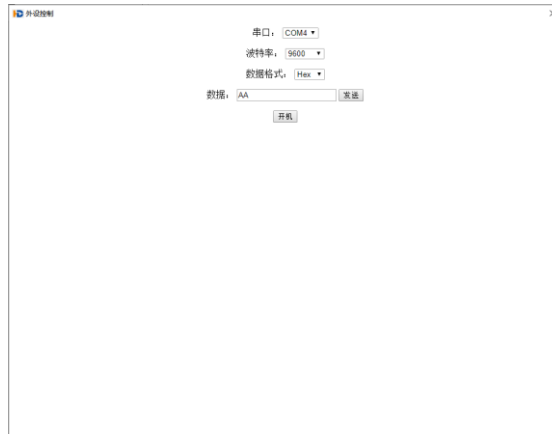 外设控制
串口： COM4
波特率： 9600
数据格式： Hex
数据： AA 发送
开机